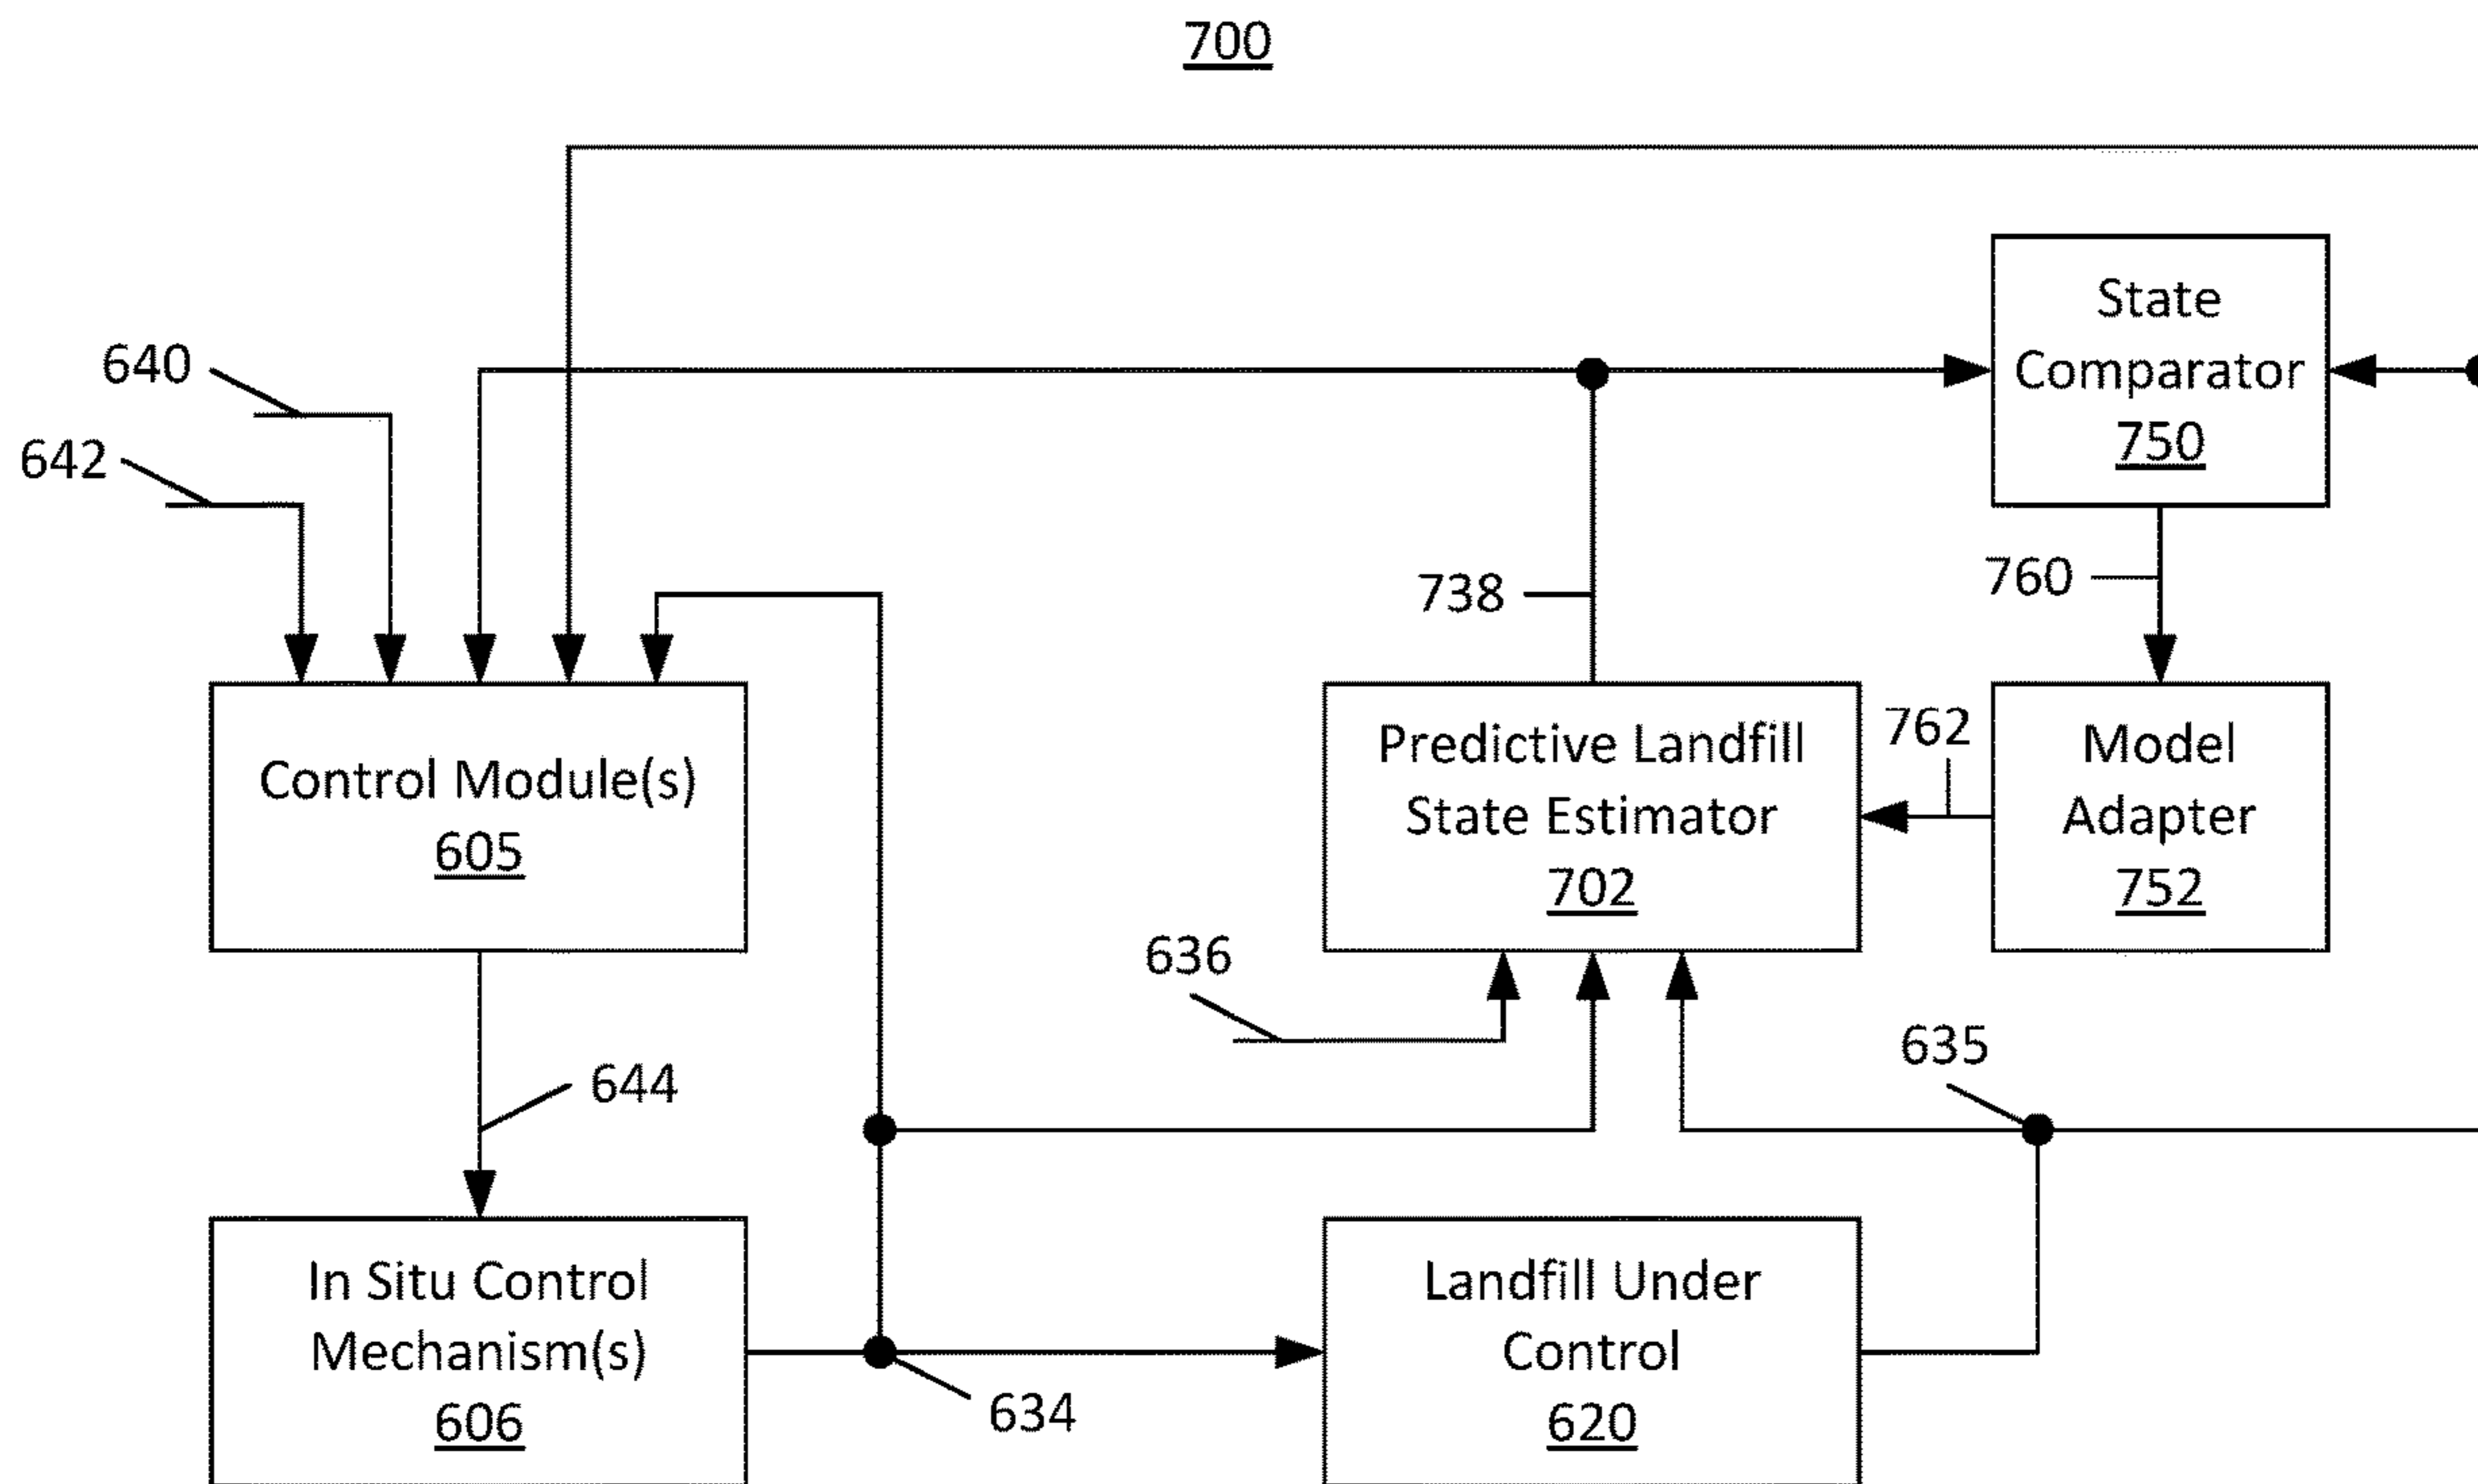 700
State
Comparator
750
640
642
738
760
Control Module(s)
605
Predictive Landfill
State Estimator
702
762
Model
Adapter
752
636
635
644
In Situ Control
Mechanism(s)
606
634
Landfill Under
Control
620